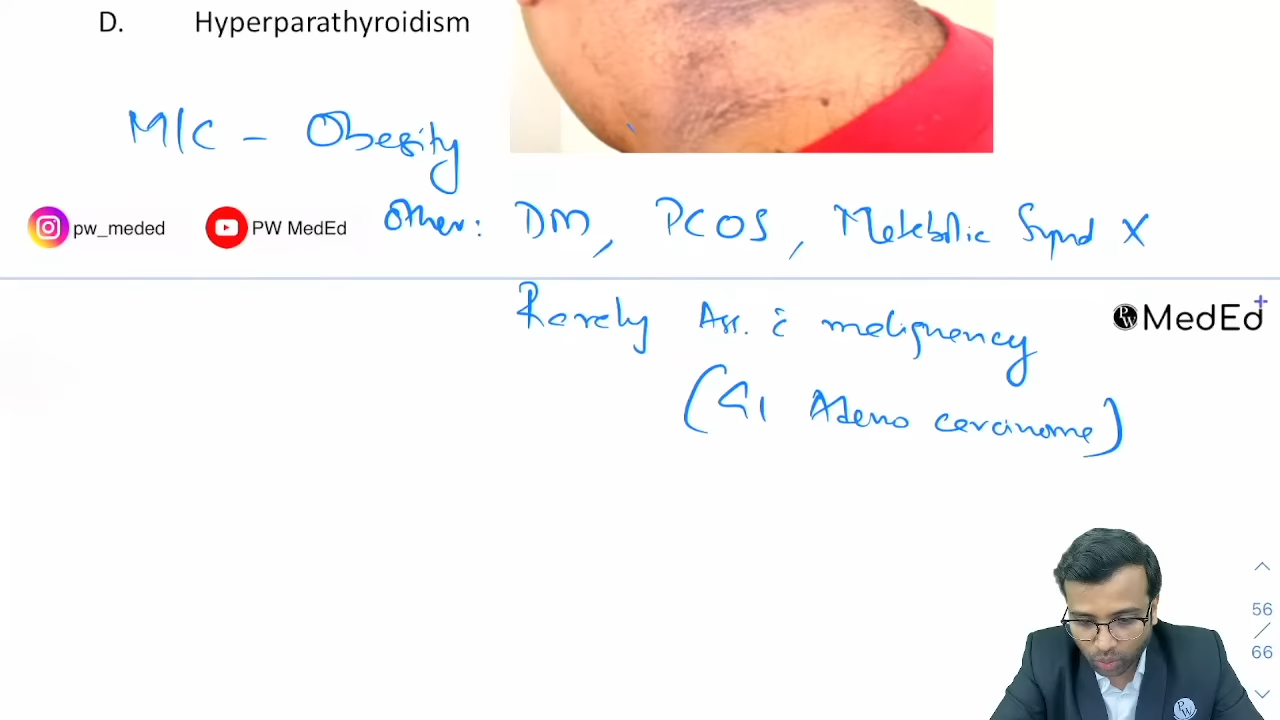 D. Hyperparathyroidism
M/C - Obesity
pw_meded PW MedEd
Other: DM, PCOS, Metabolic Synd X
Rarely Ass. c̄ malignancy
MedEd+
(GI Adeno carcinoma)
56
/
66
PW